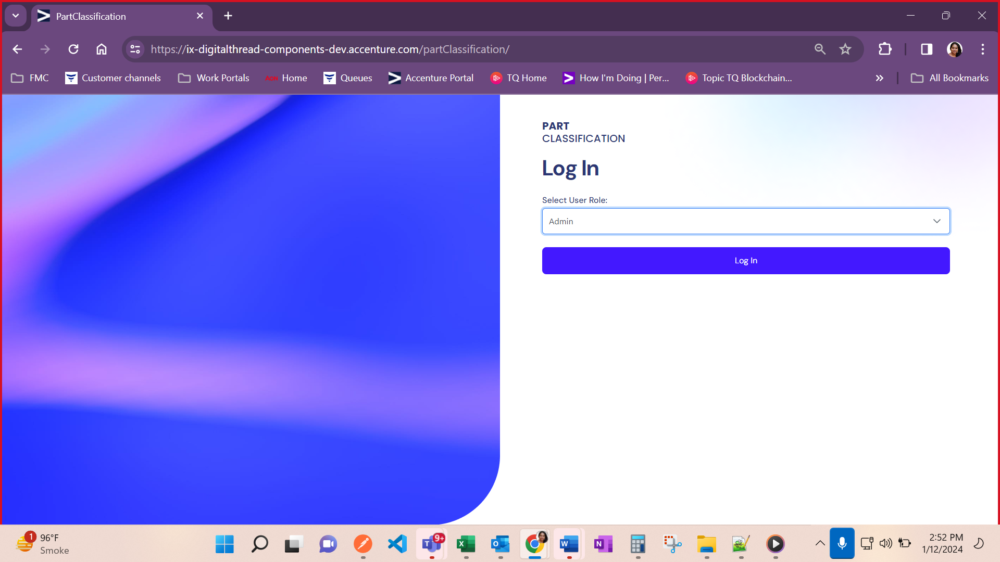 PartClassification
https://ix-digitalthread-components-dev.accenture.com/partClassification/
FMC
Customer channels
Work Portals
AON
Home
Queues
Accenture Portal
TQ Home
How I'm Doing | Per...
Topic TQ Blockchain...
All Bookmarks
PART
CLASSIFICATION
Log In
Select User Role:
Admin
Log In
1
96°F
Smoke
T
9+
X
O
W
N
2:52 PM
1/12/2024